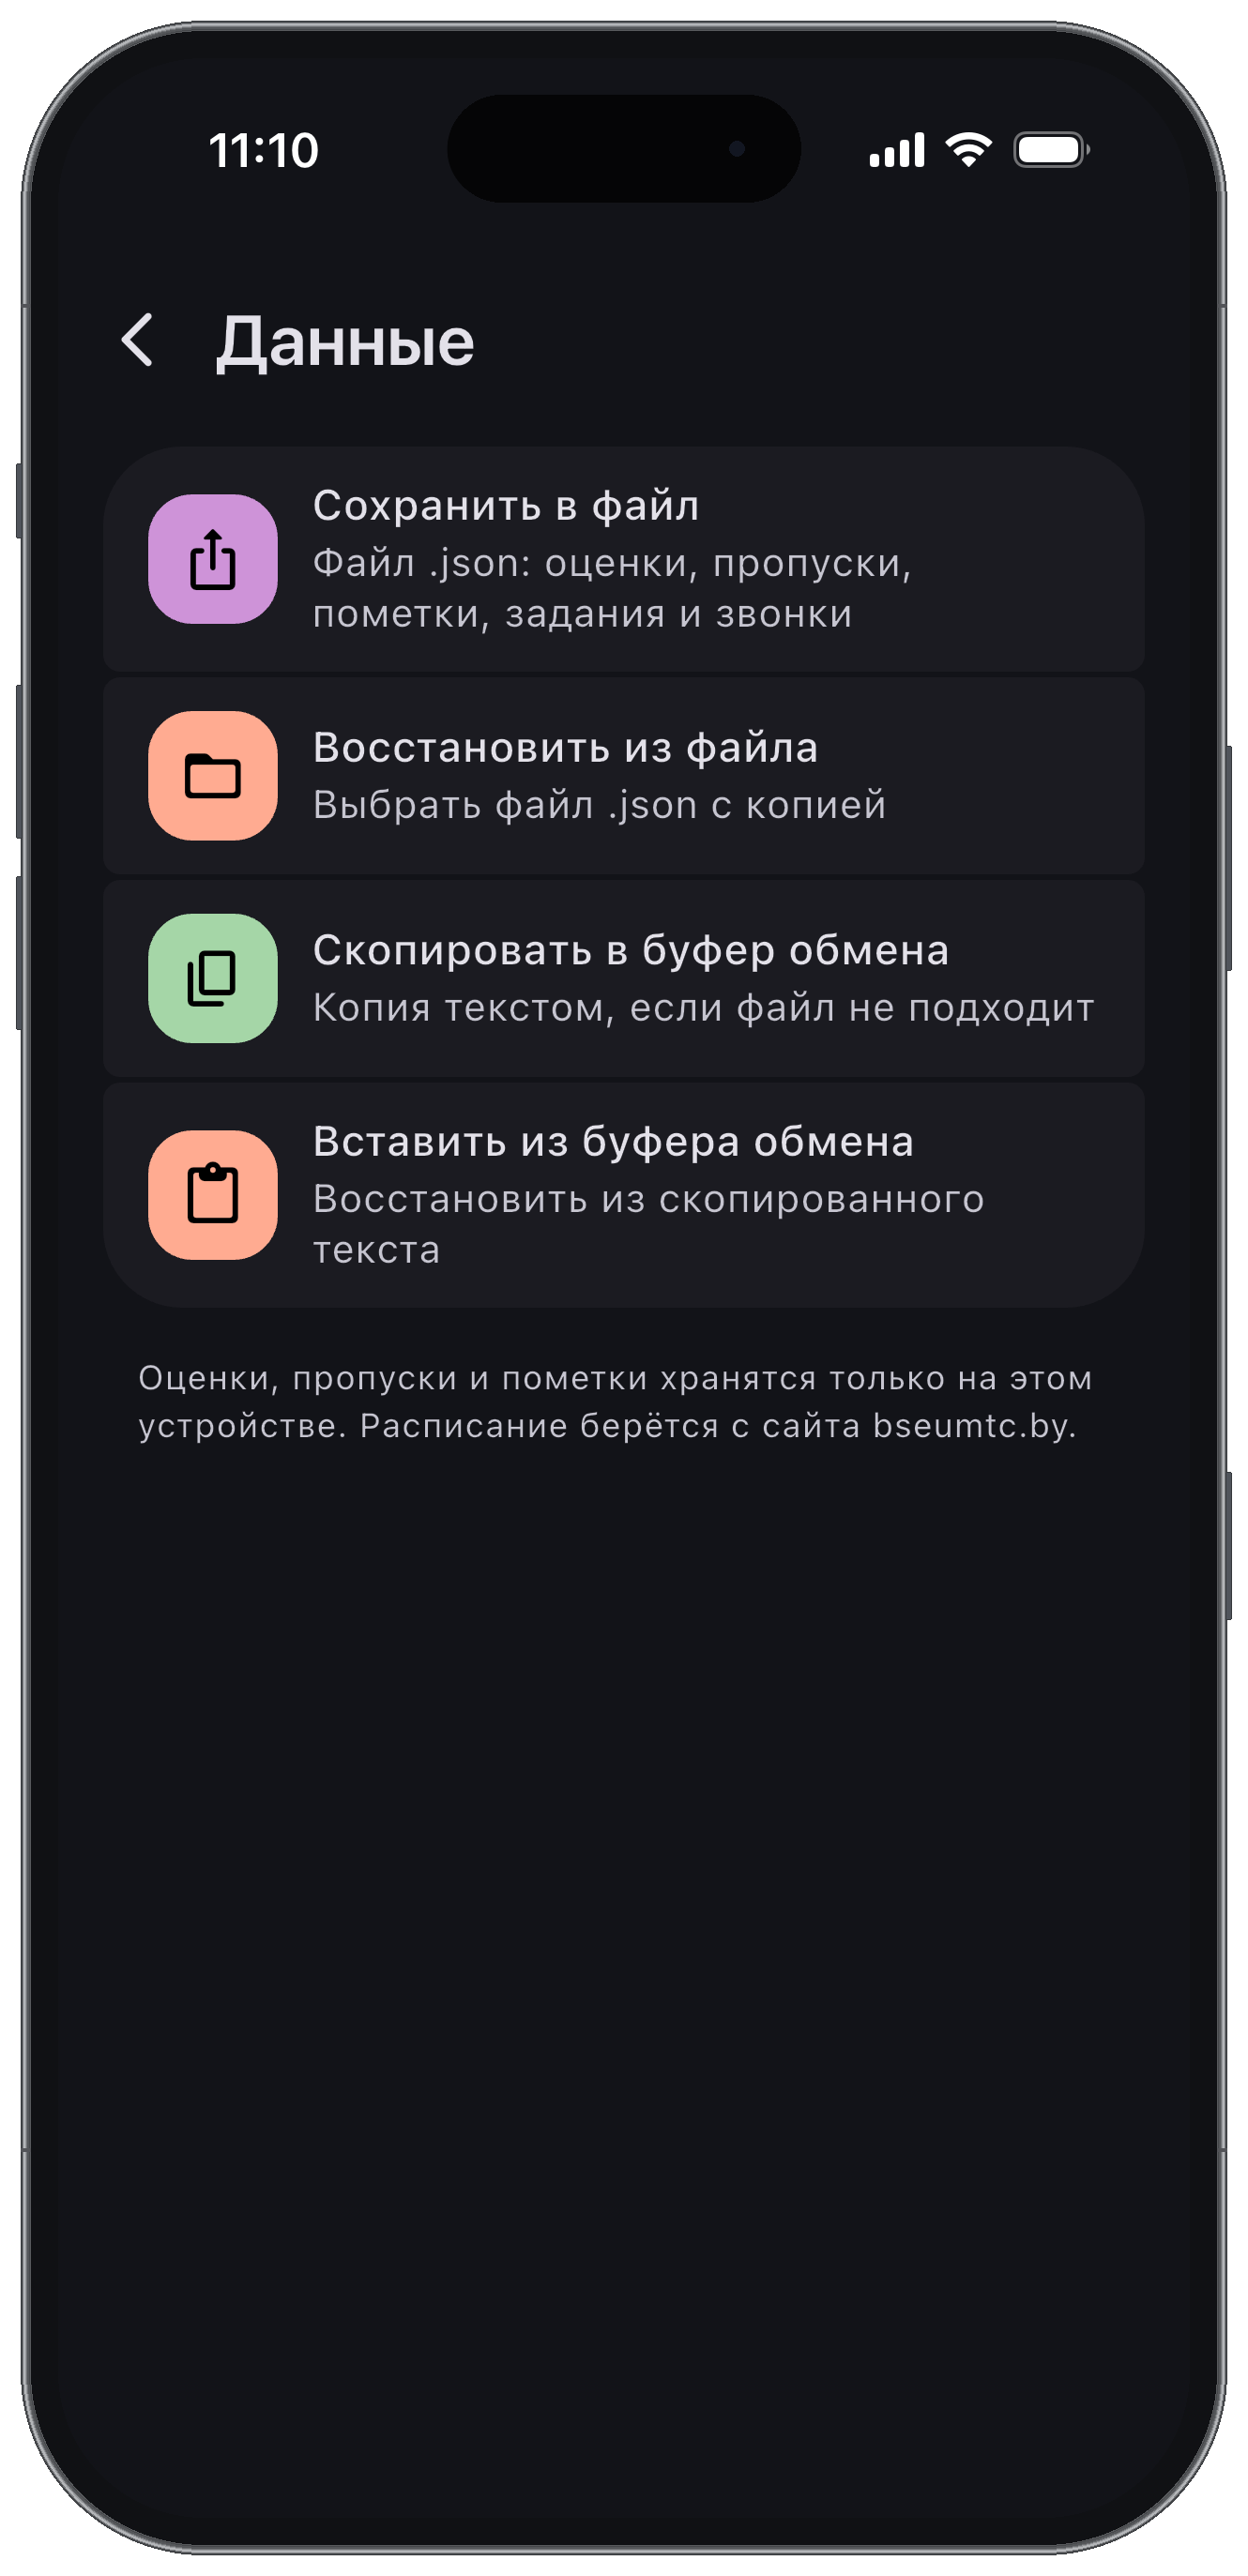 11:10
Данные
Сохранить в файл
Файл .json: оценки, пропуски,
пометки, задания и звонки
Восстановить из файла
Выбрать файл .json с копией
Скопировать в буфер обмена
Копия текстом, если файл не подходит
Вставить из буфера обмена
Восстановить из скопированного
текста
Оценки, пропуски и пометки хранятся только на этом
устройстве. Расписание берётся с сайта bseumtc.by.